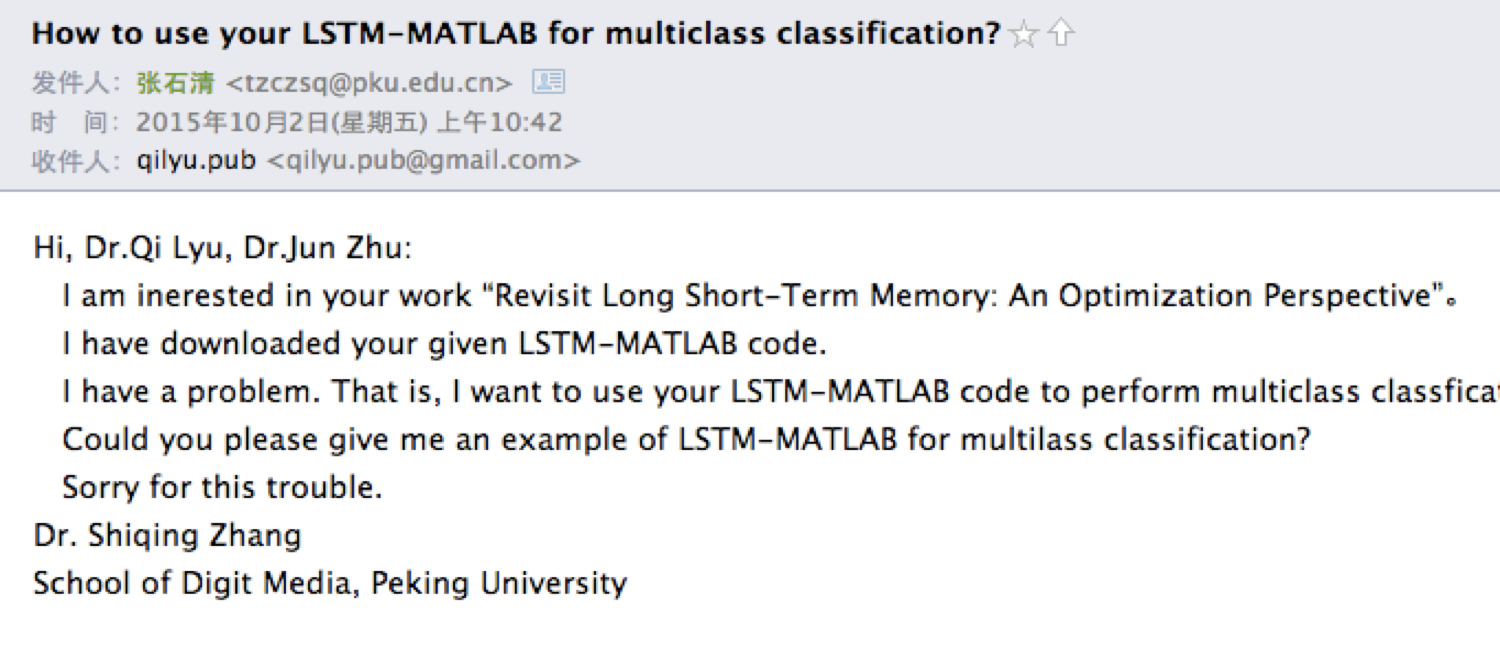 How to use your LSTM-MATLAB for multiclass classification?
发件人: 张石清 <tzczsq@pku.edu.cn>
时 间: 2015年10月2日(星期五) 上午10:42
收件人: qilyu.pub <qilyu.pub@gmail.com>
Hi, Dr.Qi Lyu, Dr.Jun Zhu:
I am inerested in your work "Revisit Long Short-Term Memory: An Optimization Perspective"。
I have downloaded your given LSTM-MATLAB code.
I have a problem. That is, I want to use your LSTM-MATLAB code to perform multiclass
Could you please give me an example of LSTM-MATLAB for multilass classification?
Sorry for this trouble.
Dr. Shiqing Zhang
School of Digit Media, Peking University